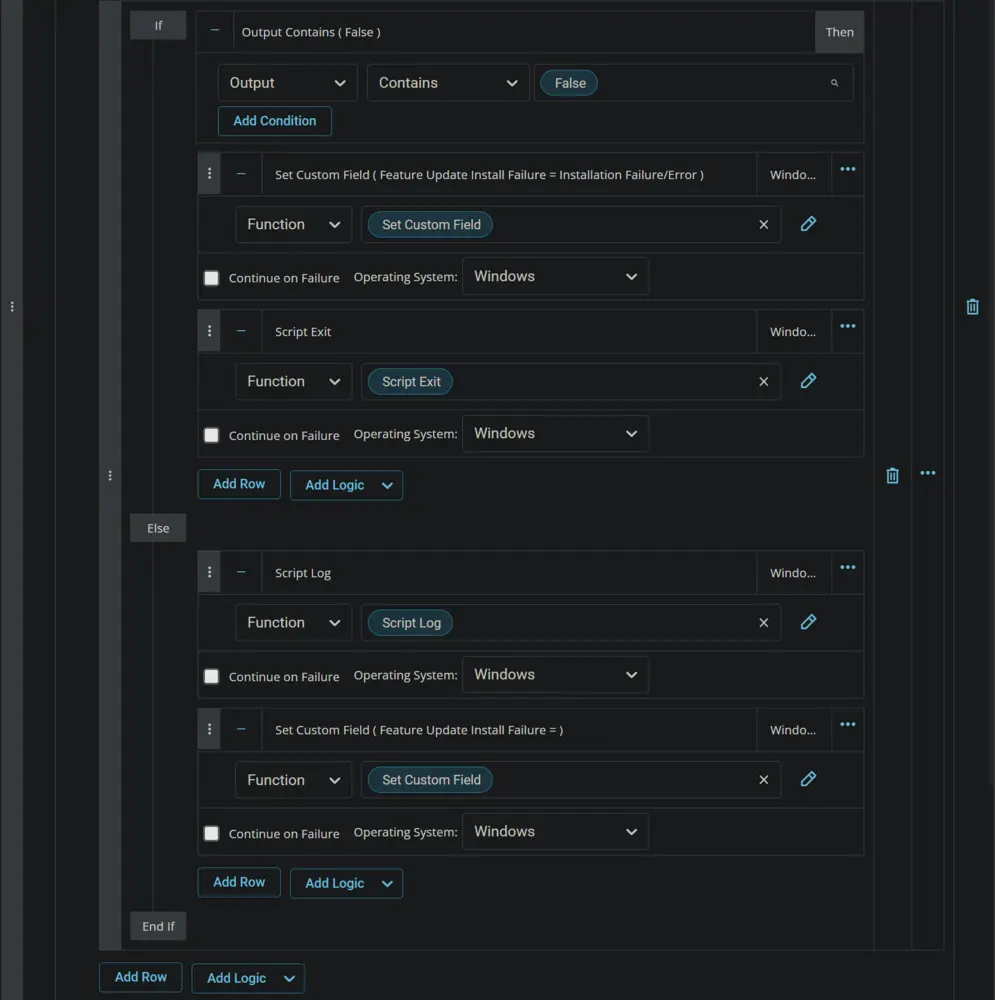 If
Output Contains ( False )
Then
Output
Contains
False
Add Condition
Set Custom Field ( Feature Update Install Failure = Installation Failure/Error )
Windo...
Function
Set Custom Field
Continue on Failure
Operating System:
Windows
Script Exit
Windo...
Function
Script Exit
Continue on Failure
Operating System:
Windows
Add Row
Add Logic
Else
Script Log
Windo...
Function
Script Log
Continue on Failure
Operating System:
Windows
Set Custom Field ( Feature Update Install Failure = )
Windo...
Function
Set Custom Field
Continue on Failure
Operating System:
Windows
Add Row
Add Logic
End If
Add Row
Add Logic